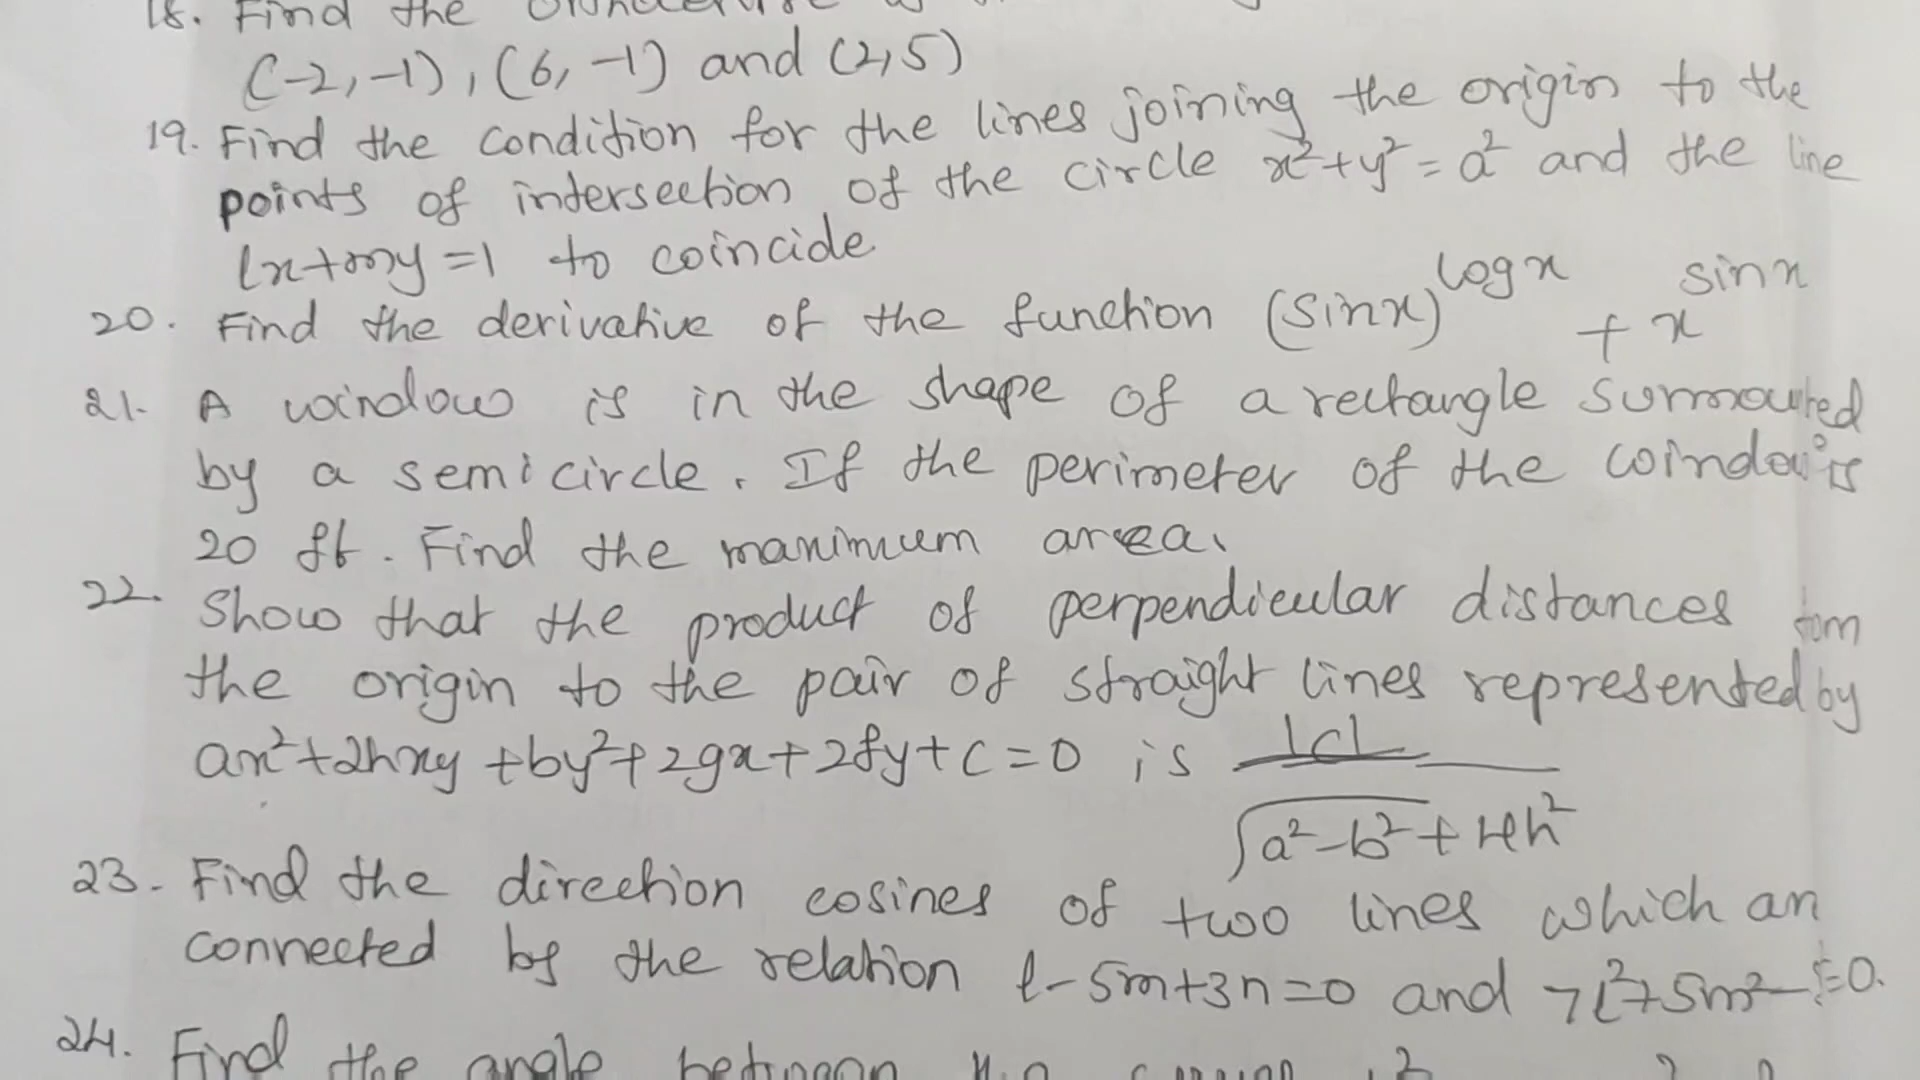 18. Find the
(-2,-1), (6,-1) and (2,5)
19. Find the condition for the lines joining the origin to the
points of intersection of the circle x²+y²=a² and the line
lx+my=1 to coincide
20. Find the derivative of the function (sinx)^logx + x^sinx
21. A window is in the shape of a rectangle surmounted
by a semicircle. If the perimeter of the window is
20 ft. Find the maximum area.
22. Show that the product of perpendicular distances from
the origin to the pair of straight lines represented by
ax²+2hxy+by²+2gx+2fy+c=0 is |c|
√a²-b²+4h²
23. Find the direction cosines of two lines which an
connected by the relation l-5m+3n=0 and 7l²+5m²- =0.
24. Find the angle between